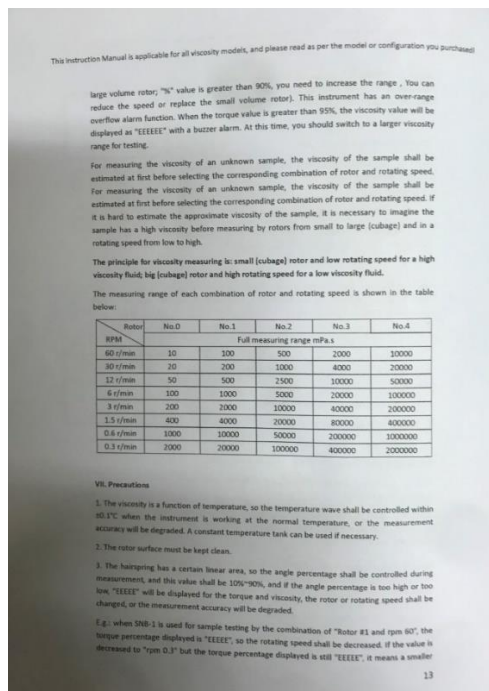 This Instruction Manual is applicable for all viscosity models, and please read as per the model or configuration you purchased!
large volume rotor; "%" value is greater than 90%, you need to increase the range , You can
reduce the speed or replace the small volume rotor). This instrument has an over-range
overflow alarm function. When the torque value is greater than 95%, the viscosity value will be
displayed as "EEEEEE" with a buzzer alarm. At this time, you should switch to a larger viscosity
range for testing.
For measuring the viscosity of an unknown sample, the viscosity of the sample shall be
estimated at first before selecting the corresponding combination of rotor and rotating speed.
For measuring the viscosity of an unknown sample, the viscosity of the sample shall be
estimated at first before selecting the corresponding combination of rotor and rotating speed. If
it is hard to estimate the approximate viscosity of the sample, it is necessary to imagine the
sample has a high viscosity before measuring by rotors from small to large (cubage) and in a
rotating speed from low to high.
The principle for viscosity measuring is: small (cubage) rotor and low rotating speed for a high
viscosity fluid; big (cubage) rotor and high rotating speed for a low viscosity fluid.
The measuring range of each combination of rotor and rotating speed is shown in the table
below:
Rotor No.0 No.1 No.2 No.3 No.4
RPM Full measuring range mPa.s
60 r/min 10 100 500 2000 10000
30 r/min 20 200 1000 4000 20000
12 r/min 50 500 2500 10000 50000
6 r/min 100 1000 5000 20000 100000
3 r/min 200 2000 10000 40000 200000
1.5 r/min 400 4000 20000 80000 400000
0.6 r/min 1000 10000 50000 200000 1000000
0.3 r/min 2000 20000 100000 400000 2000000
VII. Precautions
1. The viscosity is a function of temperature, so the temperature wave shall be controlled within
±0.1°C when the instrument is working at the normal temperature, or the measurement
accuracy will be degraded. A constant temperature tank can be used if necessary.
2. The rotor surface must be kept clean.
3. The hairspring has a certain linear area, so the angle percentage shall be controlled during
measurement, and this value shall be 10%~90%, and if the angle percentage is too high or too
low, "EEEEE" will be displayed for the torque and viscosity, the rotor or rotating speed shall be
changed, or the measurement accuracy will be degraded.
E.g.: when SNB-1 is used for sample testing by the combination of "Rotor #1 and rpm 60", the
torque percentage displayed is "EEEEE", so the rotating speed shall be decreased. If the value is
decreased to "rpm 0.3" but the torque percentage displayed is still "EEEEE", it means a smaller
13